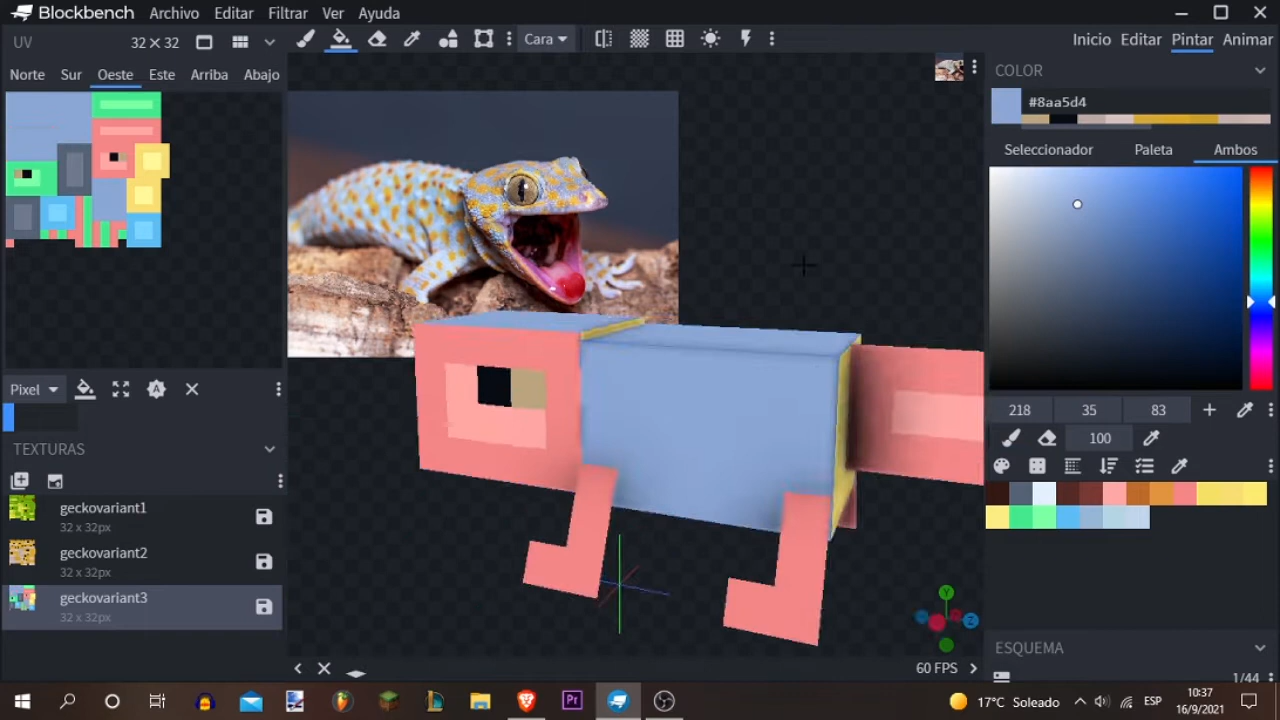 Blockbench Archivo Editar Filtrar Ver Ayuda
UV 32 × 32 Cara Inicio Editar Pintar Animar
Norte Sur Oeste Este Arriba Abajo
COLOR
#8aa5d4
Seleccionador Paleta Ambos
Pixel
218 35 83
100
TEXTURAS
geckovariant1
32 x 32px
geckovariant2
32 x 32px
geckovariant3
32 x 32px
Y
Z
ESQUEMA
60 FPS
1/44
17°C Soleado ESP 10:37
16/9/2021